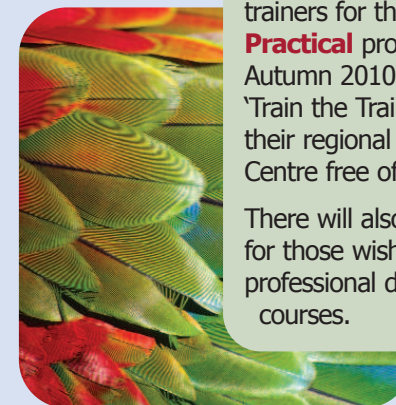 trainers for th
Practical pro
Autumn 2010
'Train the Trai
their regional
Centre free of
There will also
for those wish
professional d
courses.